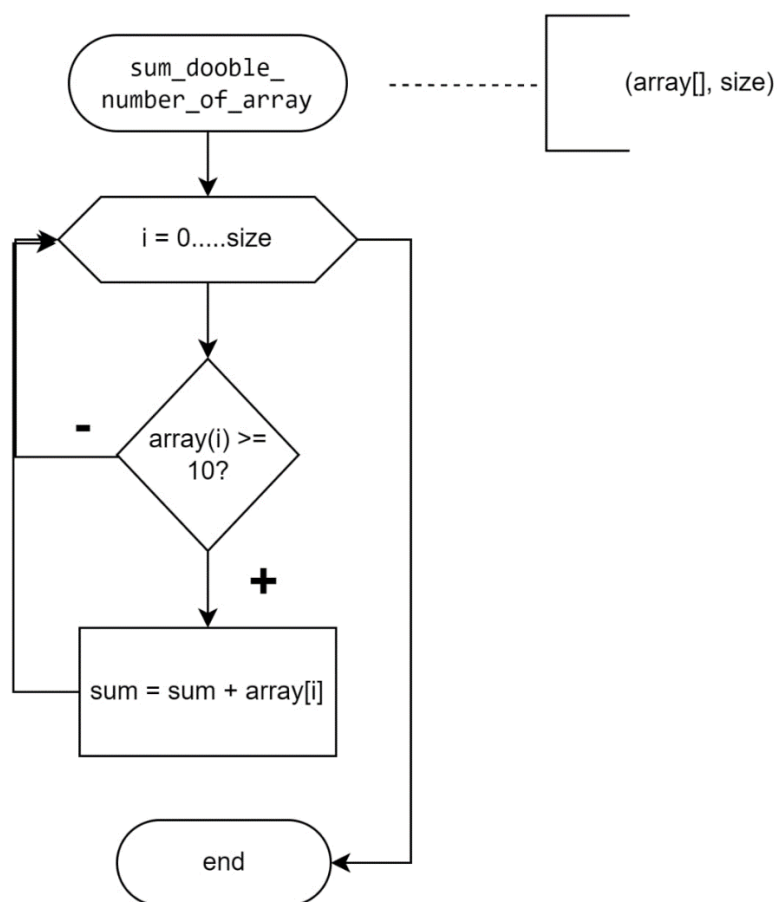 sum_dooble_
number_of_array
(array[], size)
i = 0.....size
-
array(i) >=
10?
+
sum = sum + array[i]
end